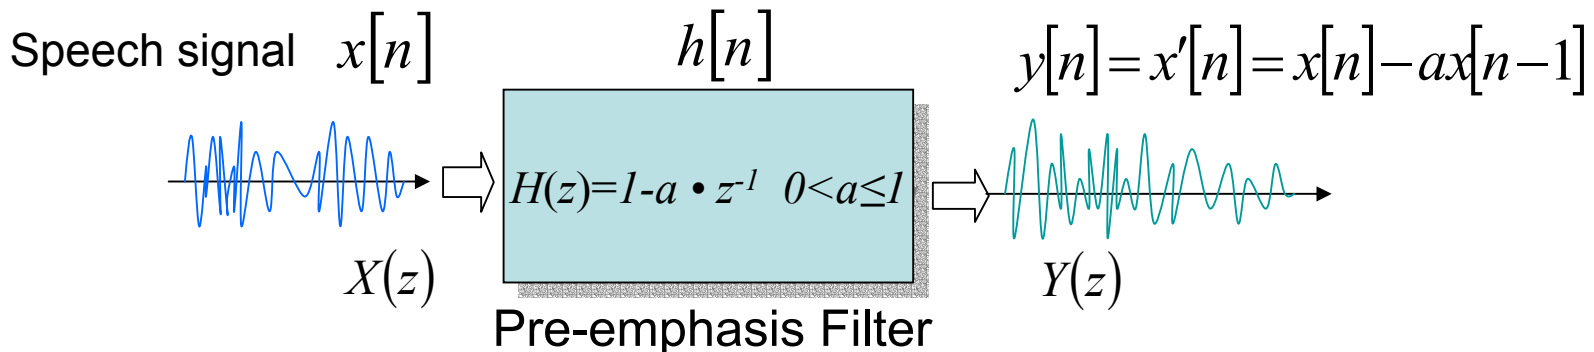 Speech signal x[n] h[n] y[n]=x′[n]=x[n]−ax[n−1]
H(z)=1-a • z⁻¹ 0<a≤1
X(z) Y(z)
Pre-emphasis Filter